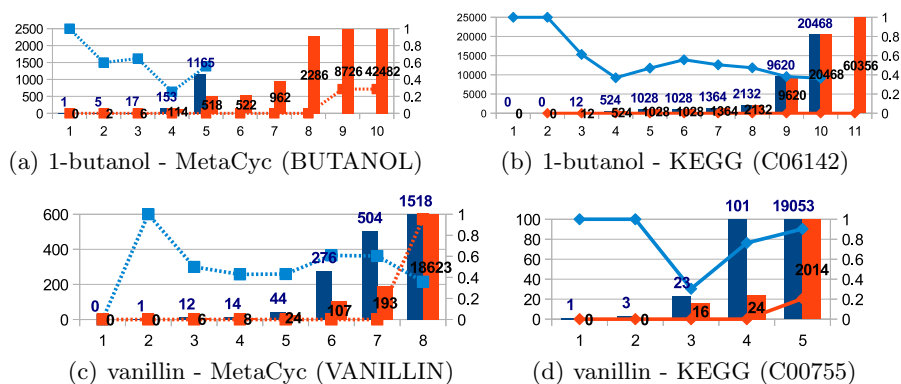 2500 2000 1500 1000 500 0
1 0.8 0.6 0.4 0.2 0
1 5 17 153 1165
0 2 6 114 518 522 962 2286 8726 42482
1 2 3 4 5 6 7 8 9 10
(a) 1-butanol - MetaCyc (BUTANOL)
25000 20000 15000 10000 5000 0
1 0.8 0.6 0.4 0.2 0
0 0 12 524 1028 1028 1364 2132 9620 20468
0 0 12 524 1028 1028 1364 2132 9620 20468 60356
1 2 3 4 5 6 7 8 9 10 11
(b) 1-butanol - KEGG (C06142)
600 400 200 0
1 0.8 0.6 0.4 0.2 0
0 1 12 14 44 276 504 1518
0 0 6 8 24 107 193 18623
1 2 3 4 5 6 7 8
(c) vanillin - MetaCyc (VANILLIN)
100 80 60 40 20 0
1 0.8 0.6 0.4 0.2 0
1 3 23 101 19053
0 0 16 24 2014
1 2 3 4 5
(d) vanillin - KEGG (C00755)